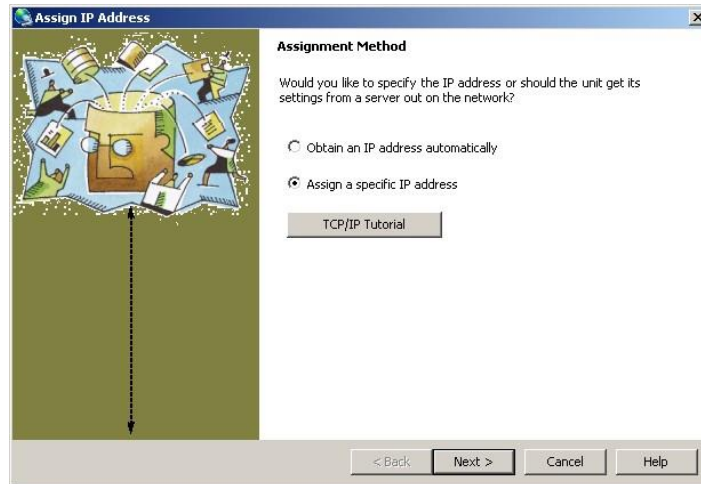 Assign IP Address
Assignment Method
Would you like to specify the IP address or should the unit get its
settings from a server out on the network?
Obtain an IP address automatically
Assign a specific IP address
TCP/IP Tutorial
< Back Next > Cancel Help